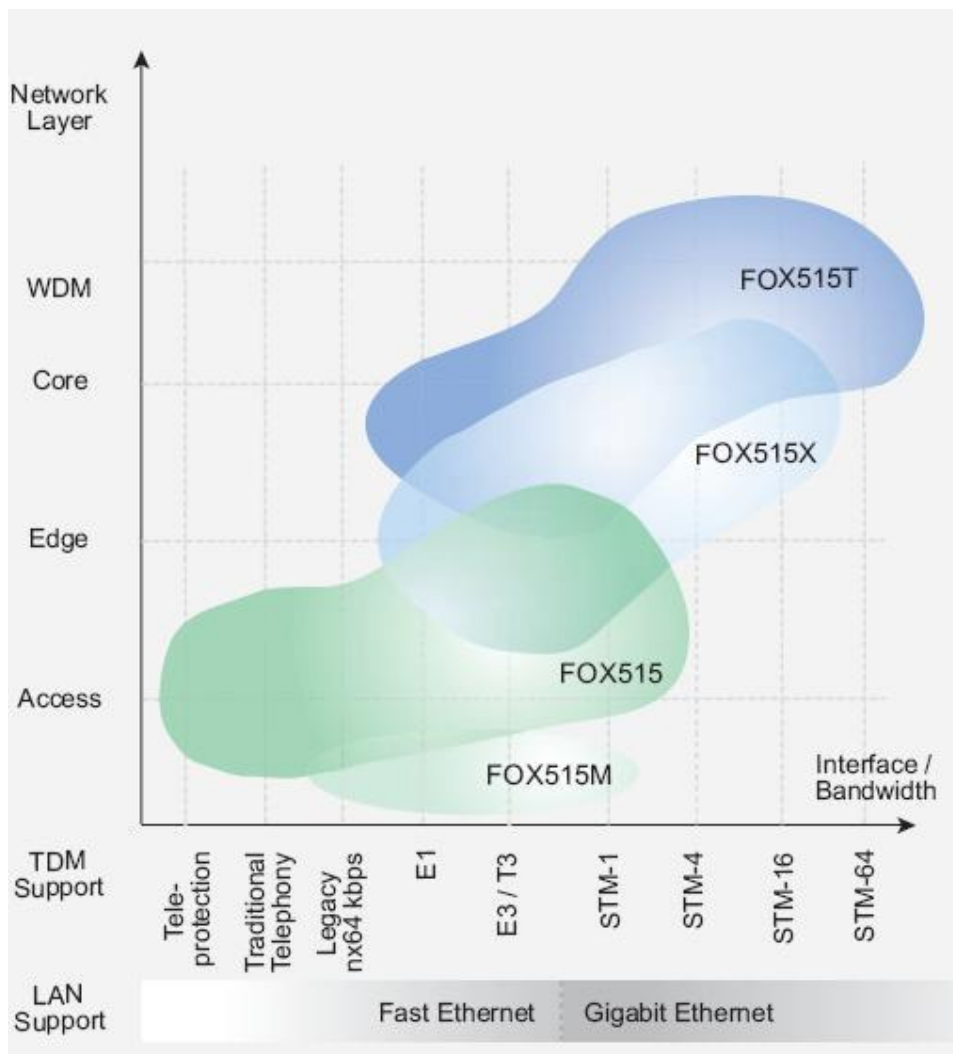 Network
Layer
WDM
Core
Edge
Access
FOX515T
FOX515X
FOX515
FOX515M
Interface /
Bandwidth
TDM
Support
Tele-
protection
Traditional
Telephony
Legacy
nx64 kbps
E1
E3 / T3
STM-1
STM-4
STM-16
STM-64
LAN
Support
Fast Ethernet
Gigabit Ethernet